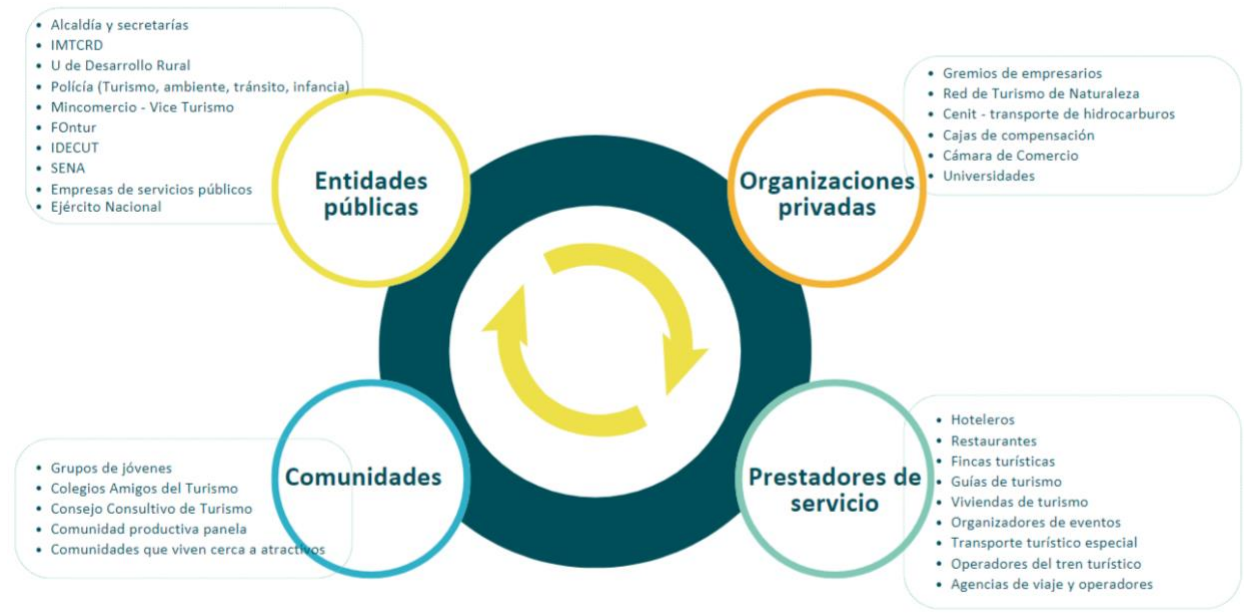 • Alcaldía y secretarías
• IMTCRD
• U de Desarrollo Rural
• Policía (Turismo, ambiente, tránsito, infancia)
• Mincomercio - Vice Turismo
• FOntur
• IDECUT
• SENA
• Empresas de servicios públicos
• Ejército Nacional
Entidades
públicas
• Gremios de empresarios
• Red de Turismo de Naturaleza
• Cenit - transporte de hidrocarburos
• Cajas de compensación
• Cámara de Comercio
• Universidades
Organizaciones
privadas
• Grupos de jóvenes
• Colegios Amigos del Turismo
• Consejo Consultivo de Turismo
• Comunidad productiva panela
• Comunidades que viven cerca a atractivos
Comunidades
• Hoteleros
• Restaurantes
• Fincas turísticas
• Guías de turismo
• Viviendas de turismo
• Organizadores de eventos
• Transporte turístico especial
• Operadores del tren turístico
• Agencias de viaje y operadores
Prestadores de
servicio